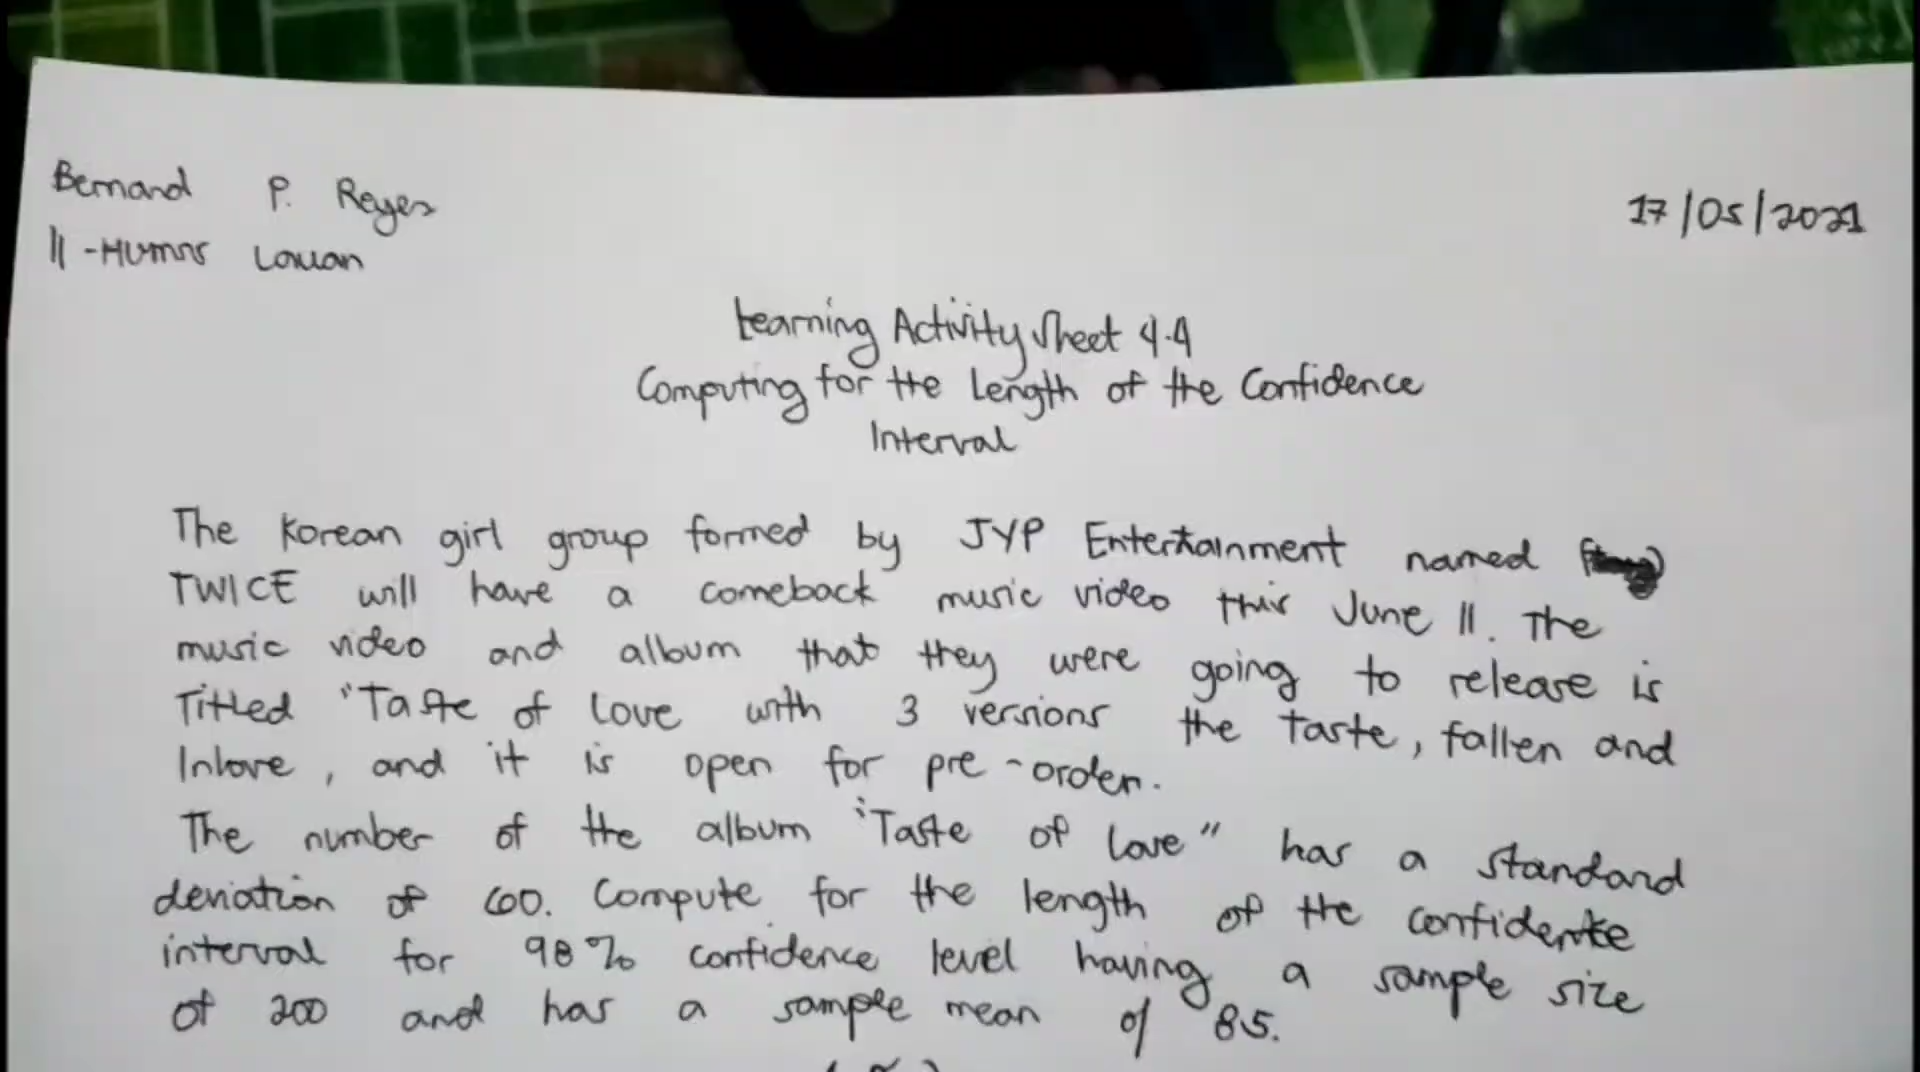 Bernard P. Reyes
17/05/2021
11 - HUMSS
Learning Activity Sheet 4.4
Computing for the Length of the Confidence
Interval
The Korean girl group formed by JYP Entertainment named
TWICE will have a comeback music video this June 11. The
music video and album that they were going to release is
Titled "Taste of Love with 3 versions the taste, fallen and
Inlove, and it is open for pre-order.
The number of the album "Taste of Love" has a standard
deviation of 60. Compute for the length of the confidence
interval for 98% confidence level having a sample size
of 200 and has a sample mean of 85.